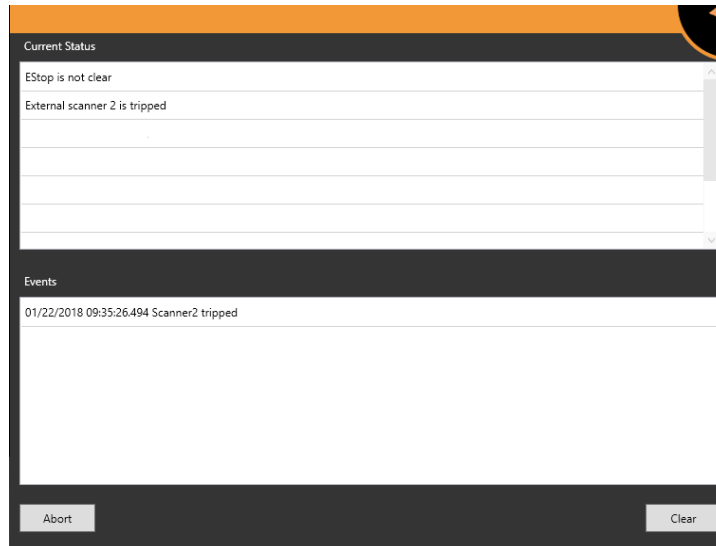 Current Status
EStop is not clear
External scanner 2 is tripped
Events
01/22/2018 09:35:26.494 Scanner2 tripped
Abort
Clear